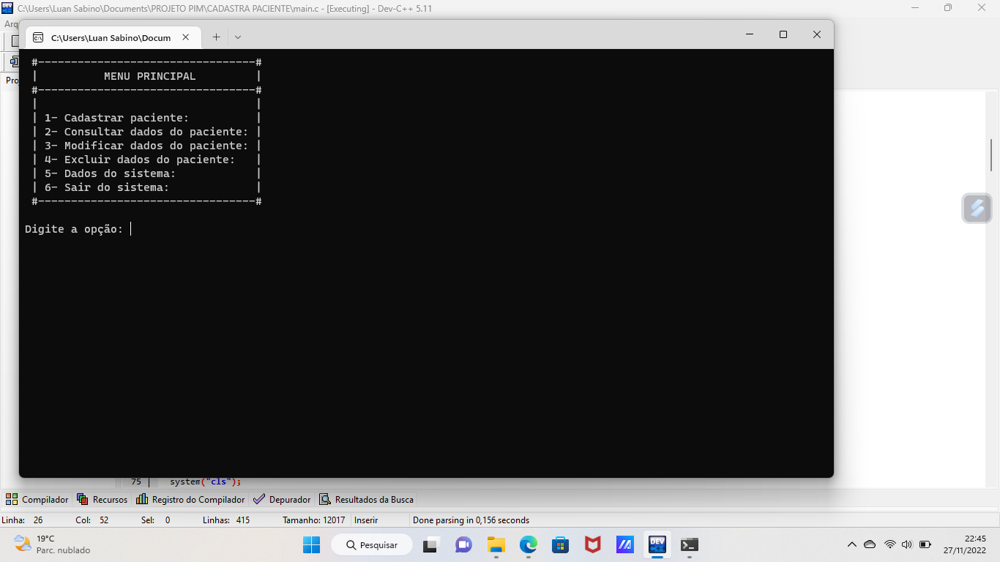 C:\Users\Luan Sabino\Documents\PROJETO PIM\CADASTRA PACIENTE\main.c - [Executing] - Dev-C++ 5.11
Arq
C:\Users\Luan Sabino\Docum
Proj
#---------------------------------#
|          MENU PRINCIPAL         |
#---------------------------------#
|                                 |
| 1- Cadastrar paciente:          |
| 2- Consultar dados do paciente: |
| 3- Modificar dados do paciente: |
| 4- Excluir dados do paciente:   |
| 5- Dados do sistema:            |
| 6- Sair do sistema:             |
#---------------------------------#
Digite a opção:
75 system("cls");
Compilador Recursos Registro do Compilador Depurador Resultados da Busca
Linha: 26 Col: 52 Sel: 0 Linhas: 415 Tamanho: 12017 Inserir Done parsing in 0,156 seconds
19°C
Parc. nublado
Pesquisar
DEV
22:45
27/11/2022